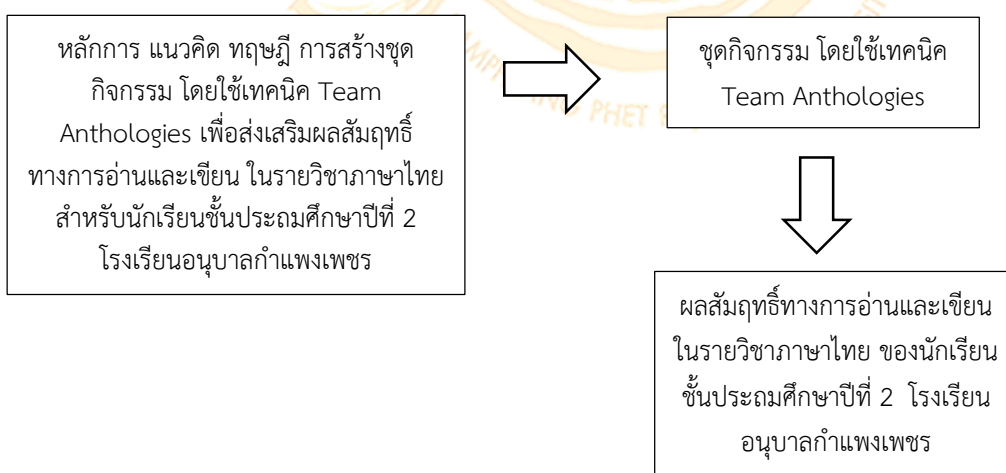 หลักการ แนวคิด ทฤษฎี การสร้างชุด
กิจกรรม โดยใช้เทคนิค Team
Anthologies เพื่อส่งเสริมผลสัมฤทธิ์
ทางการอ่านและเขียน ในรายวิชาภาษาไทย
สำหรับนักเรียนชั้นประถมศึกษาปีที่ 2
โรงเรียนอนุบาลกำแพงเพชร
ชุดกิจกรรม โดยใช้เทคนิค
Team Anthologies
PHET
ผลสัมฤทธิ์ทางการอ่านและเขียน
ในรายวิชาภาษาไทย ของนักเรียน
ชั้นประถมศึกษาปีที่ 2 โรงเรียน
อนุบาลกำแพงเพชร